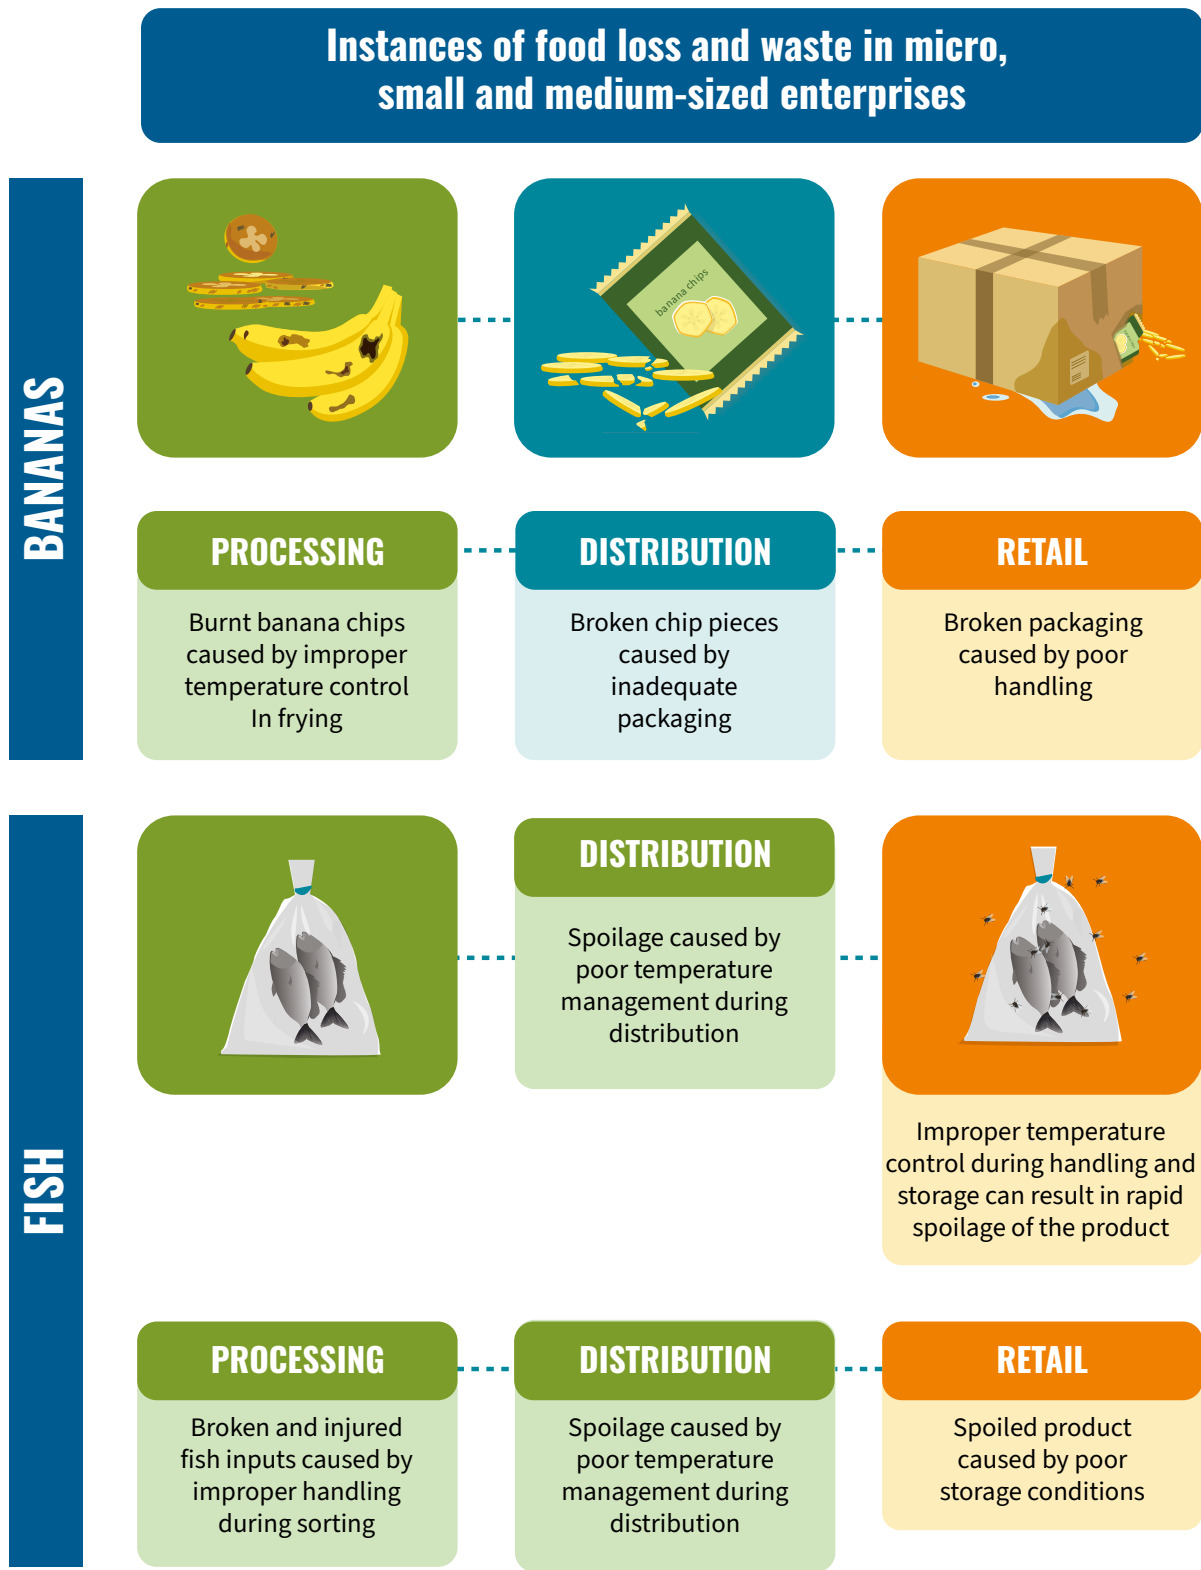 Instances of food loss and waste in micro,
small and medium-sized enterprises
BANANAS
banana chips
PROCESSING
Burnt banana chips
caused by improper
temperature control
In frying
DISTRIBUTION
Broken chip pieces
caused by
inadequate
packaging
RETAIL
Broken packaging
caused by poor
handling
FISH
DISTRIBUTION
Spoilage caused by
poor temperature
management during
distribution
Improper temperature
control during handling and
storage can result in rapid
spoilage of the product
PROCESSING
Broken and injured
fish inputs caused by
improper handling
during sorting
DISTRIBUTION
Spoilage caused by
poor temperature
management during
distribution
RETAIL
Spoiled product
caused by poor
storage conditions